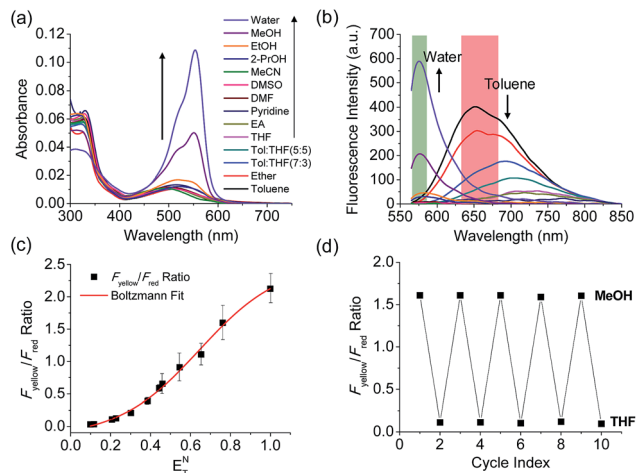 (a)
0.12
0.10
0.08
0.06
0.04
0.02
0.00
Absorbance
300 400 500 600 700
Wavelength (nm)
Water
MeOH
EtOH
2-PrOH
MeCN
DMSO
DMF
Pyridine
EA
THF
Tol:THF(5:5)
Tol:THF(7:3)
Ether
Toluene
(b)
700
600
500
400
300
200
100
0
Fluorescence Intensity (a.u.)
Water
Toluene
550 600 650 700 750 800 850
Wavelength (nm)
(c)
2.5
2.0
1.5
1.0
0.5
0.0
Fyellow/Fred Ratio
Fyellow/Fred Ratio
Boltzmann Fit
0.0 0.2 0.4 0.6 0.8 1.0
E_T^N
(d)
2.0
1.5
1.0
0.5
0.0
Fyellow/Fred Ratio
MeOH
THF
0 2 4 6 8 10
Cycle Index